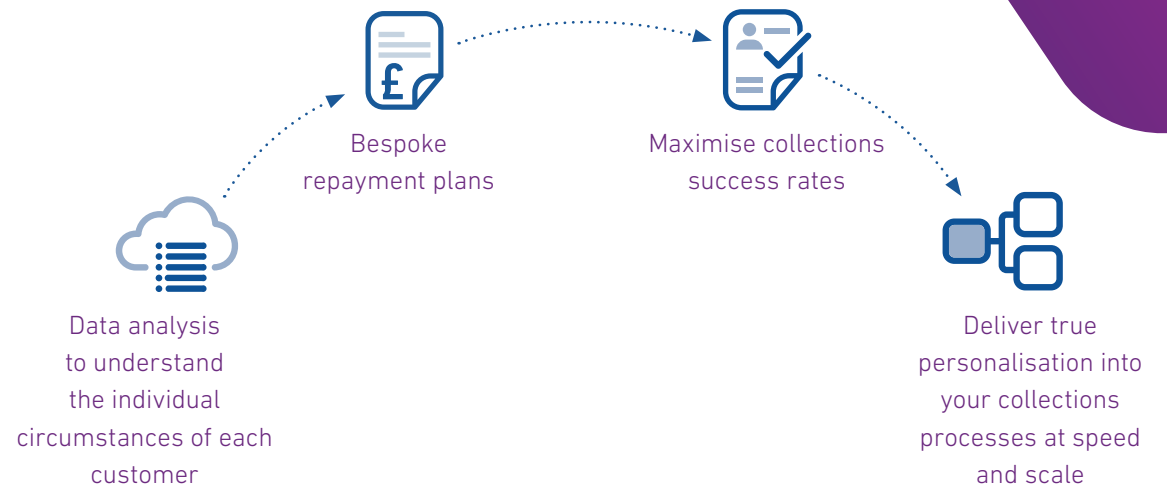 £
Bespoke
repayment plans
Maximise collections
success rates
Data analysis
to understand
the individual
circumstances of each
customer
Deliver true
personalisation into
your collections
processes at speed
and scale